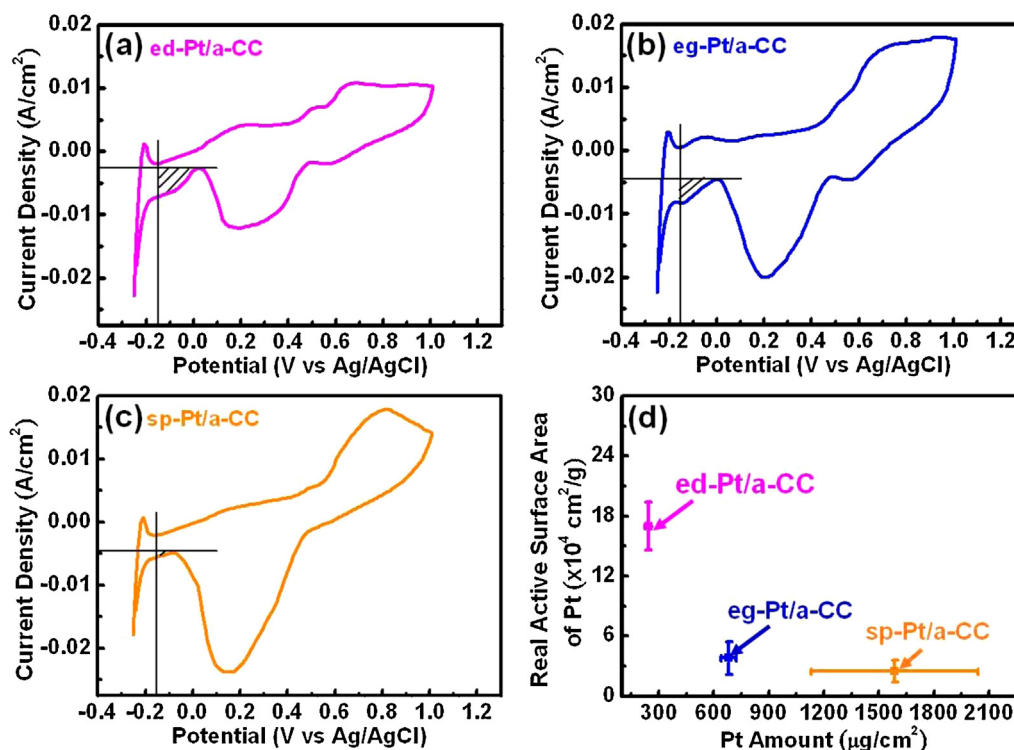 (a) ed-Pt/a-CC
0.02
0.01
0.00
-0.01
-0.02
Current Density (A/cm²)
-0.4 -0.2 0.0 0.2 0.4 0.6 0.8 1.0 1.2
Potential (V vs Ag/AgCl)
(b) eg-Pt/a-CC
0.02
0.01
0.00
-0.01
-0.02
Current Density (A/cm²)
-0.4 -0.2 0.0 0.2 0.4 0.6 0.8 1.0 1.2
Potential (V vs Ag/AgCl)
(c) sp-Pt/a-CC
0.02
0.01
0.00
-0.01
-0.02
Current Density (A/cm²)
-0.4 -0.2 0.0 0.2 0.4 0.6 0.8 1.0 1.2
Potential (V vs Ag/AgCl)
(d)
30
24
18
12
6
0
Real Active Surface Area
of Pt (x10⁴ cm²/g)
ed-Pt/a-CC
eg-Pt/a-CC
sp-Pt/a-CC
300 600 900 1200 1500 1800 2100
Pt Amount (µg/cm²)